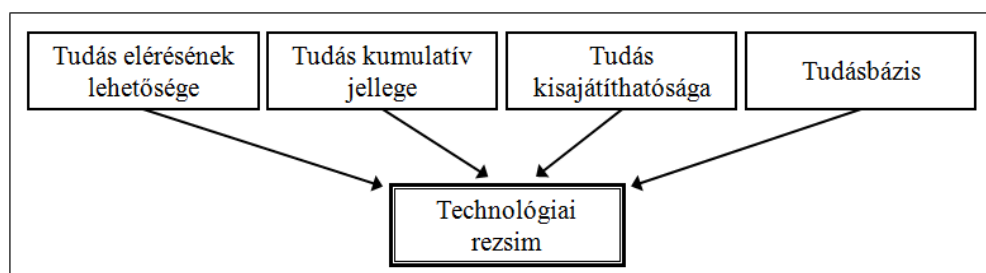 Tudás elérésének
lehetősége
Tudás kumulatív
jellege
Tudás
kisajátíthatósága
Tudásbázis
Technológiai
rezsim